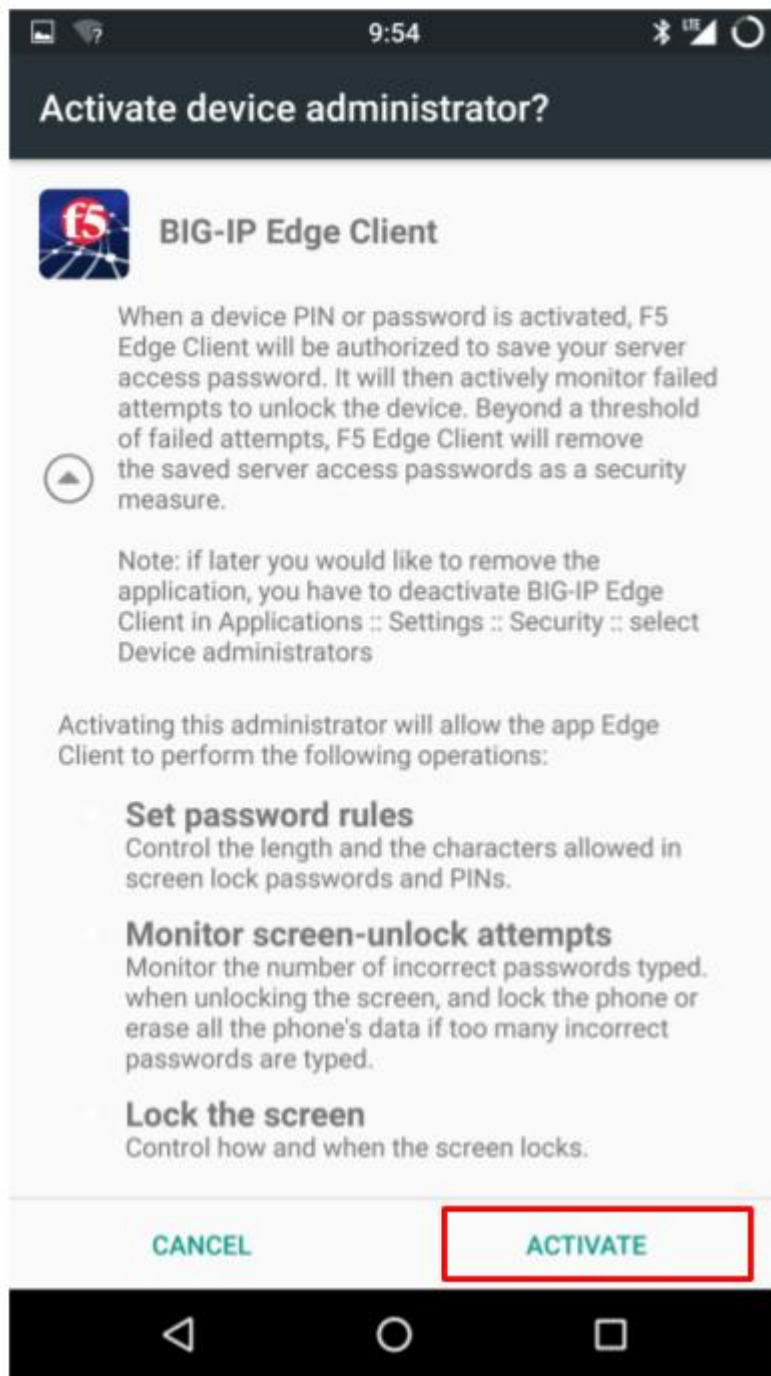 9:54
LTE
Activate device administrator?
f5
BIG-IP Edge Client
When a device PIN or password is activated, F5
Edge Client will be authorized to save your server
access password. It will then actively monitor failed
attempts to unlock the device. Beyond a threshold
of failed attempts, F5 Edge Client will remove
the saved server access passwords as a security
measure.
Note: if later you would like to remove the
application, you have to deactivate BIG-IP Edge
Client in Applications :: Settings :: Security :: select
Device administrators
Activating this administrator will allow the app Edge
Client to perform the following operations:
Set password rules
Control the length and the characters allowed in
screen lock passwords and PINs.
Monitor screen-unlock attempts
Monitor the number of incorrect passwords typed.
when unlocking the screen, and lock the phone or
erase all the phone's data if too many incorrect
passwords are typed.
Lock the screen
Control how and when the screen locks.
CANCEL
ACTIVATE